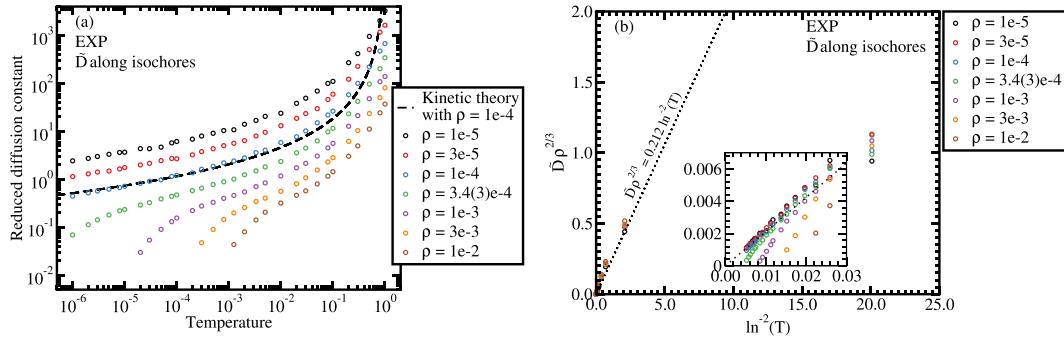 (a)
EXP
D̃ along isochores
Reduced diffusion constant
10³
10²
10¹
10⁰
10⁻¹
10⁻²
10⁻⁶
10⁻⁵
10⁻⁴
10⁻³
10⁻²
10⁻¹
10⁰
Temperature
Kinetic theory
with ρ = 1e-4
ρ = 1e-5
ρ = 3e-5
ρ = 1e-4
ρ = 3.4(3)e-4
ρ = 1e-3
ρ = 3e-3
ρ = 1e-2
(b)
EXP
D̃ along isochores
D̃ ρ^2/3
2.0
1.5
1.0
0.5
0.0
D̃ ρ^2/3 = 0.212 ln⁻²(T)
0.006
0.004
0.002
0
0.00
0.01
0.02
0.03
0.0
5.0
10.0
15.0
20.0
25.0
ln⁻²(T)
ρ = 1e-5
ρ = 3e-5
ρ = 1e-4
ρ = 3.4(3)e-4
ρ = 1e-3
ρ = 3e-3
ρ = 1e-2